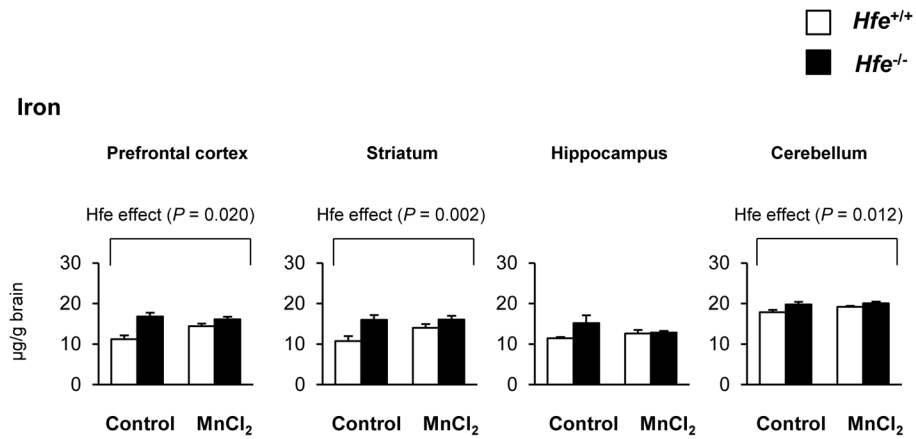 Hfe+/+
Hfe-/-
Iron
Prefrontal cortex Striatum Hippocampus Cerebellum
Hfe effect (P = 0.020) Hfe effect (P = 0.002) Hfe effect (P = 0.012)
30 30 30 30
20 20 20 20
10 10 10 10
0 0 0 0
µg/g brain
Control MnCl2 Control MnCl2 Control MnCl2 Control MnCl2